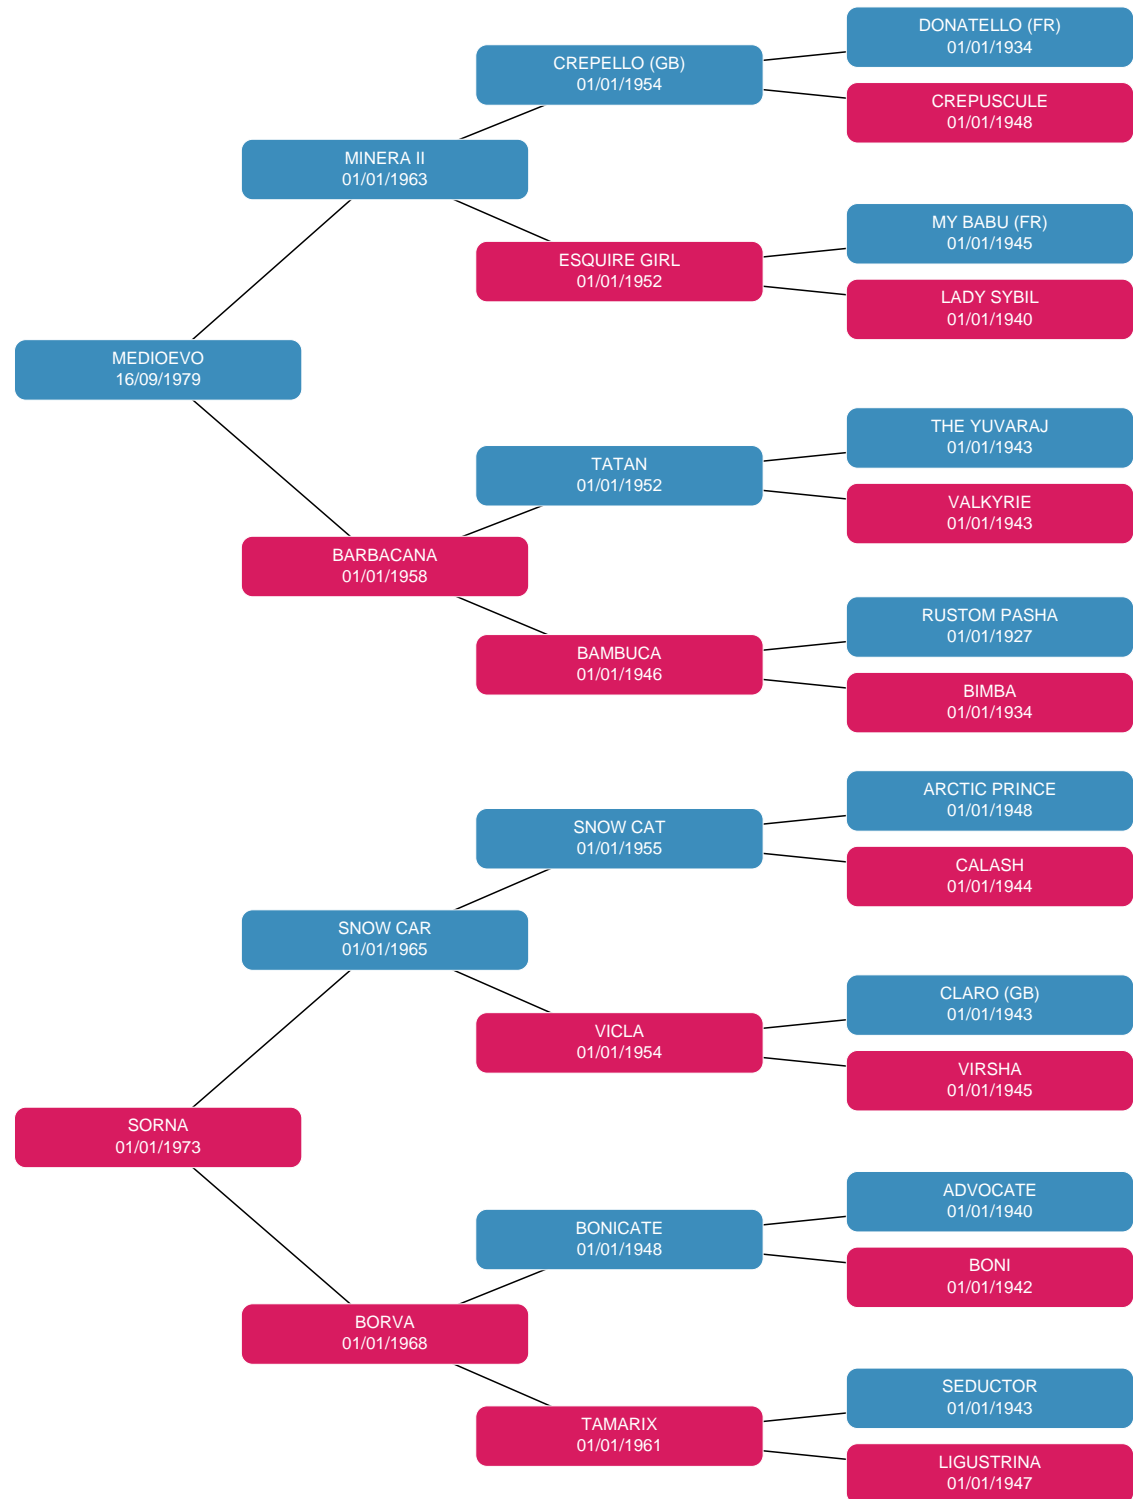 DONATELLO (FR)
01/01/1934
CREPELLO (GB)
01/01/1954
CREPUSCULE
01/01/1948
MINERA II
01/01/1963
MY BABU (FR)
01/01/1945
ESQUIRE GIRL
01/01/1952
LADY SYBIL
01/01/1940
MEDIOEVO
16/09/1979
THE YUVARAJ
01/01/1943
TATAN
01/01/1952
VALKYRIE
01/01/1943
BARBACANA
01/01/1958
RUSTOM PASHA
01/01/1927
BAMBUCA
01/01/1946
BIMBA
01/01/1934
ARCTIC PRINCE
01/01/1948
SNOW CAT
01/01/1955
CALASH
01/01/1944
SNOW CAR
01/01/1965
CLARO (GB)
01/01/1943
VICLA
01/01/1954
VIRSHA
01/01/1945
SORNA
01/01/1973
ADVOCATE
01/01/1940
BONICATE
01/01/1948
BONI
01/01/1942
BORVA
01/01/1968
SEDUCTOR
01/01/1943
TAMARIX
01/01/1961
LIGUSTRINA
01/01/1947